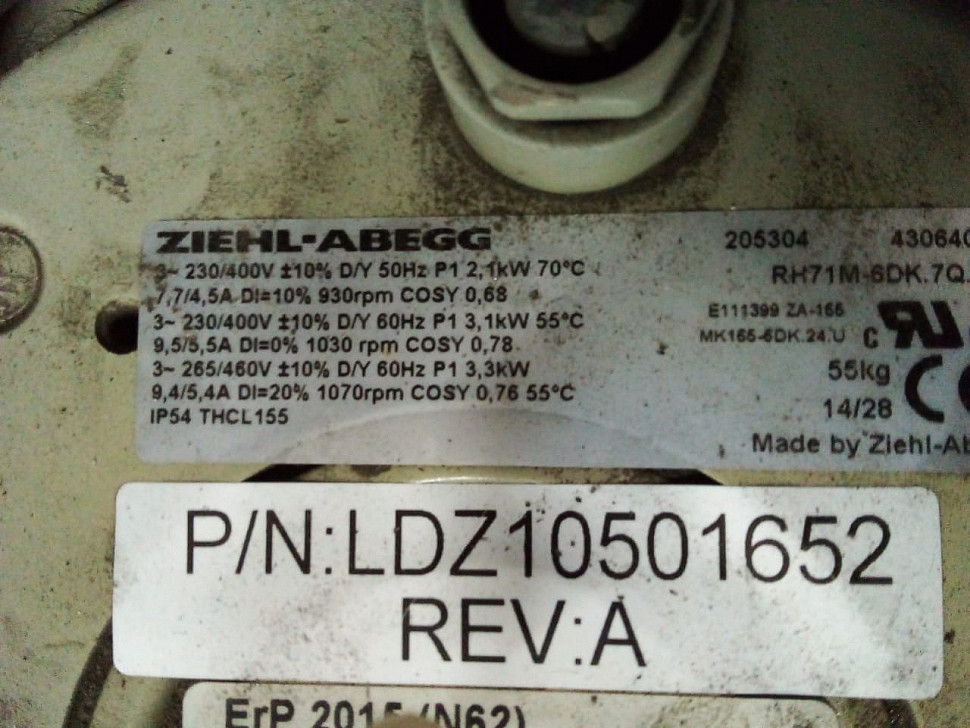 ZIEHL-ABEGG
205304 430640
3~ 230/400V ±10% D/Y 50Hz P1 2,1kW 70°C
RH71M-6DK.7Q.
7,7/4,5A DI=10% 930rpm COSY 0,68
E111399 ZA-155
3~ 230/400V ±10% D/Y 60Hz P1 3,1kW 55°C
MK165-6DK.24.U
9,5/5,5A DI=0% 1030 rpm COSY 0,78
3~ 265/460V ±10% D/Y 60Hz P1 3,3kW
55kg
9,4/5,4A DI=20% 1070rpm COSY 0,76 55°C
14/28
IP54 THCL155
Made by Ziehl-Ab
P/N:LDZ10501652
REV:A
ErP 2015 (N62)